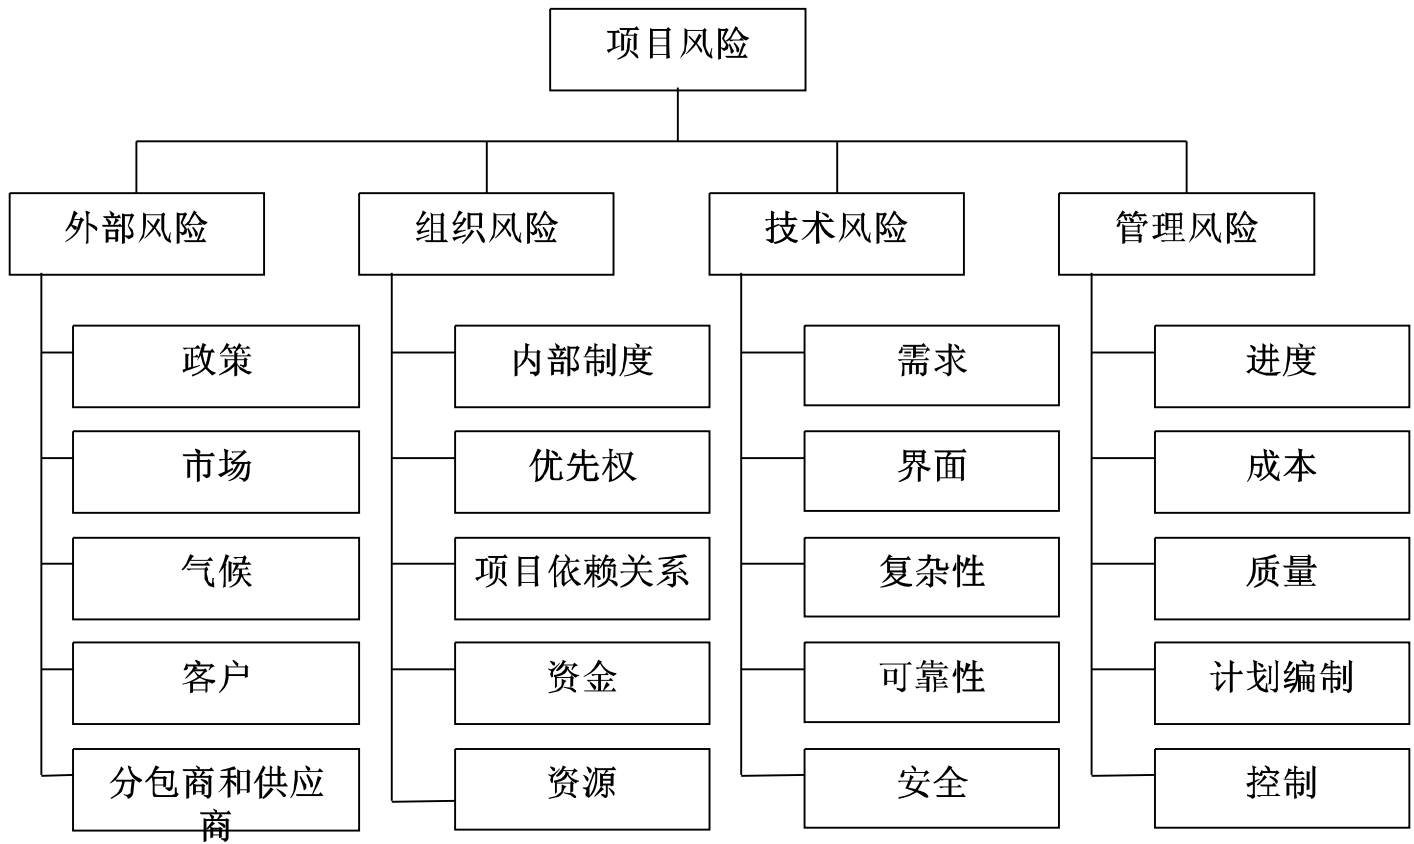 项目风险
外部风险
组织风险
技术风险
管理风险
政策
内部制度
需求
进度
市场
优先权
界面
成本
气候
项目依赖关系
复杂性
质量
客户
资金
可靠性
计划编制
分包商和供应
商
资源
安全
控制